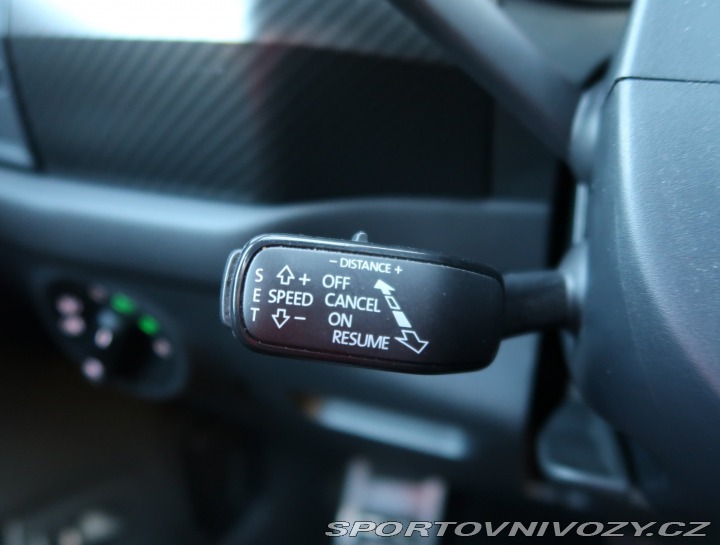 - DISTANCE +
S + OFF
E SPEED CANCEL
T - ON
RESUME
SPORTOVNIVOZY.CZ